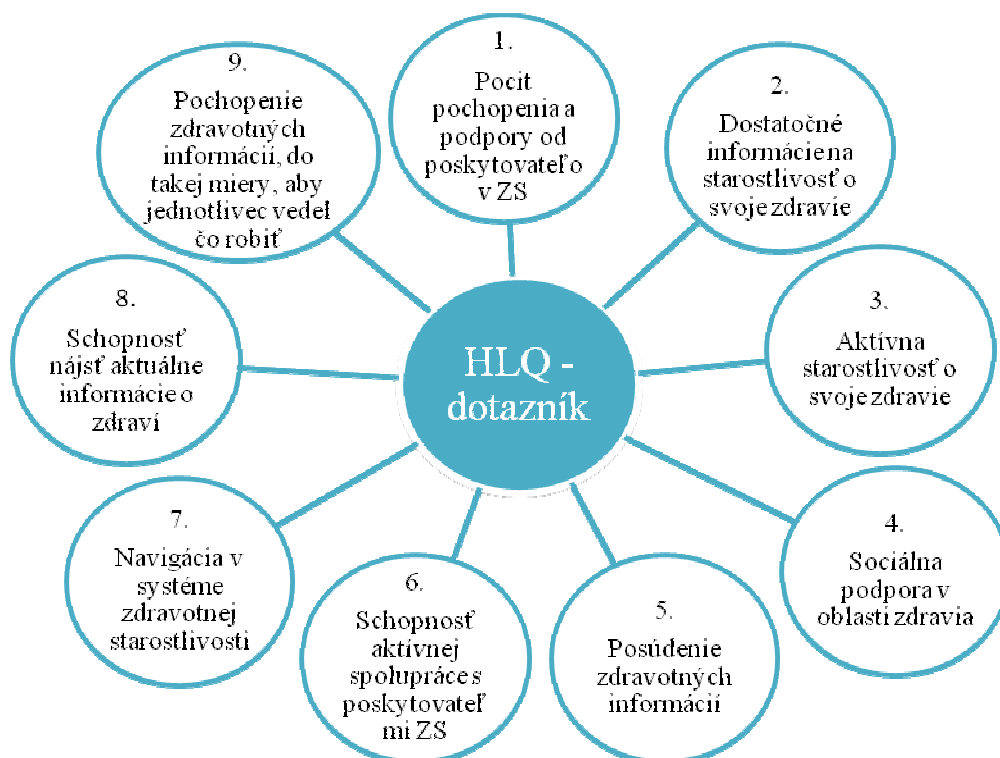 HLQ -
dotazník
1.
Pocit
pochopenia a
podpory od
poskytovateľo
v ZS
2.
Dostatočné
informácie na
starostlivosť o
svoje zdravie
3.
Aktívna
starostlivosť o
svoje zdravie
4.
Sociálna
podpora v
oblasti zdravia
5.
Posúdenie
zdravotných
informácií
6.
Schopnosť
aktívnej
spolupráce s
poskytovateľ
mi ZS
7.
Navigácia v
systéme
zdravotnej
starostlivosti
8.
Schopnosť
nájsť aktuálne
informácie o
zdraví
9.
Pochopenie
zdravotných
informácií, do
takej miery, aby
jednotlivec vedel
čo robiť